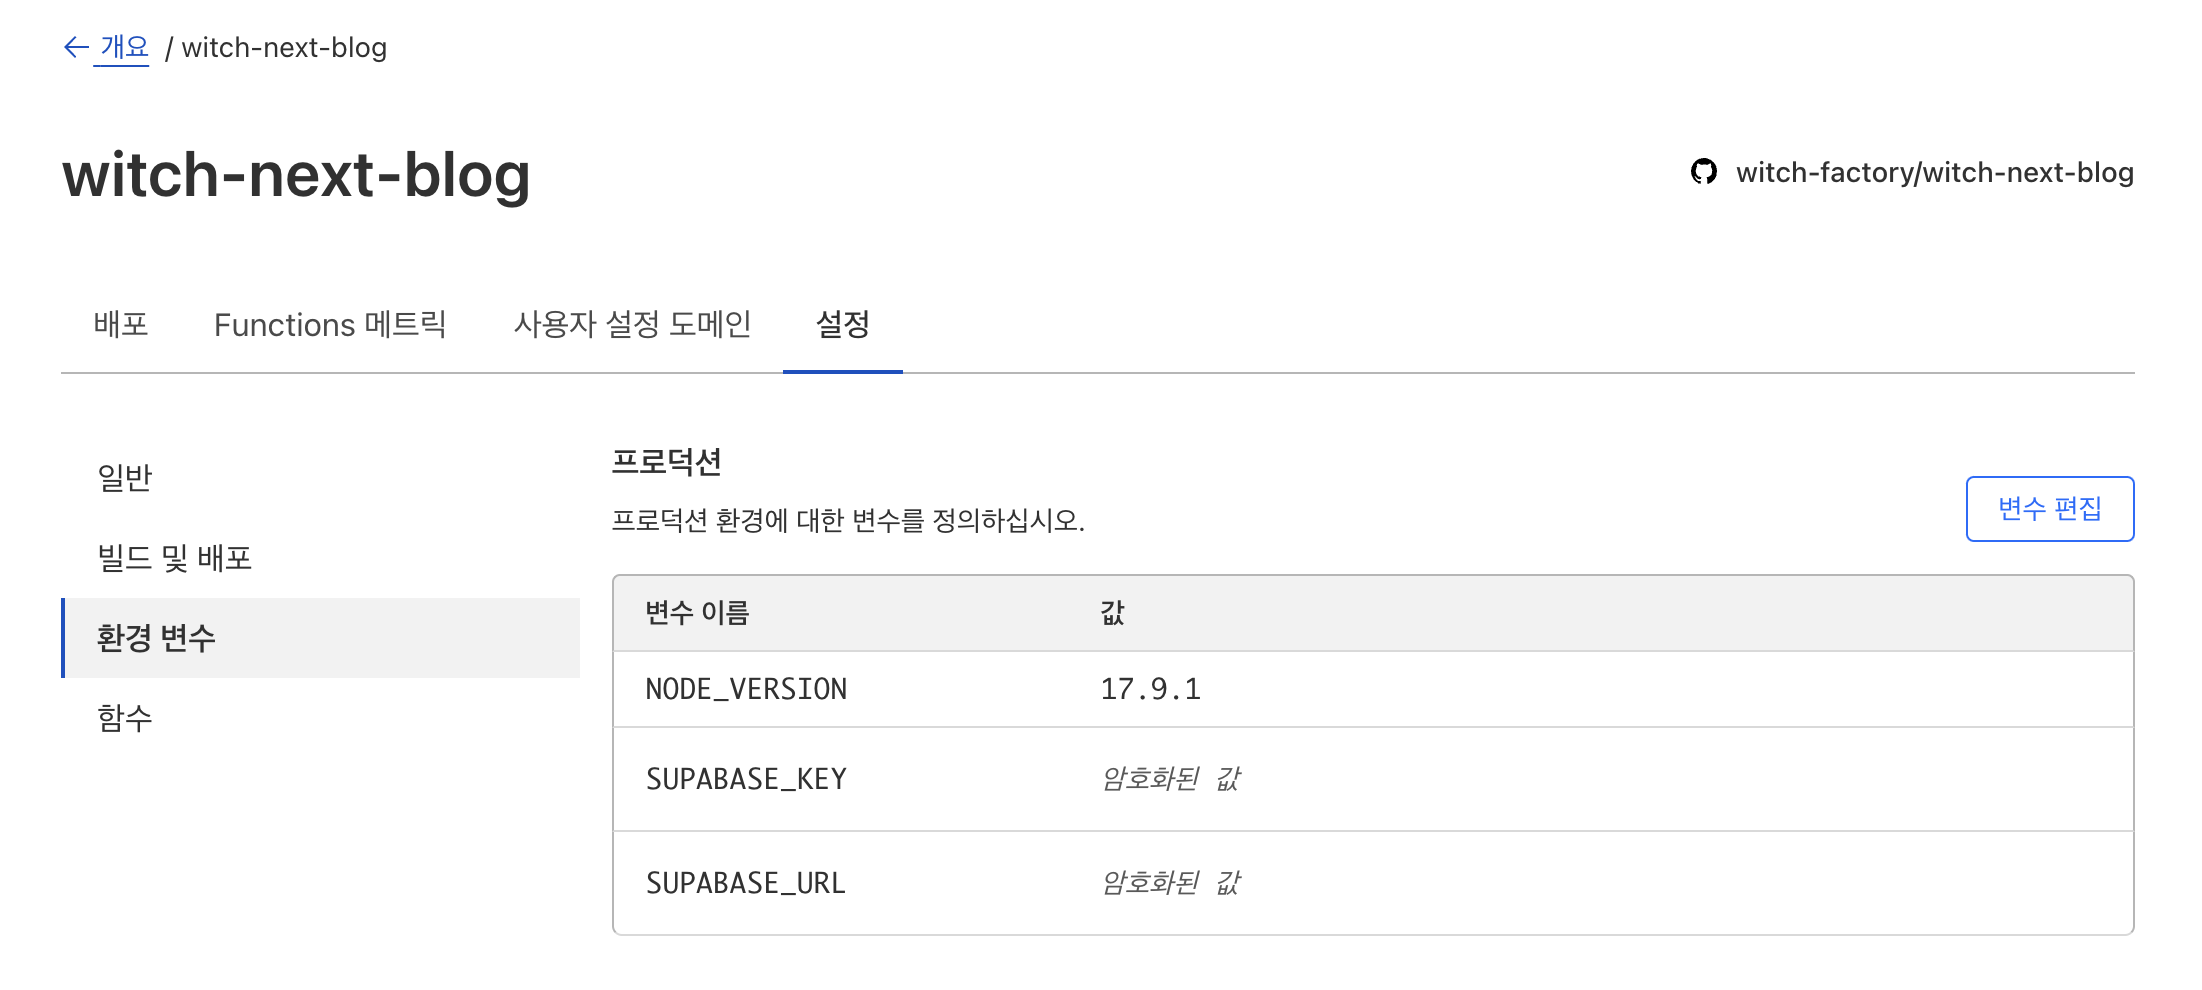 ← 개요 / witch-next-blog
witch-next-blog
witch-factory/witch-next-blog
배포 Functions 메트릭 사용자 설정 도메인 설정
일반
빌드 및 배포
환경 변수
함수
프로덕션
프로덕션 환경에 대한 변수를 정의하십시오.
변수 편집
변수 이름 값
NODE_VERSION 17.9.1
SUPABASE_KEY 암호화된 값
SUPABASE_URL 암호화된 값